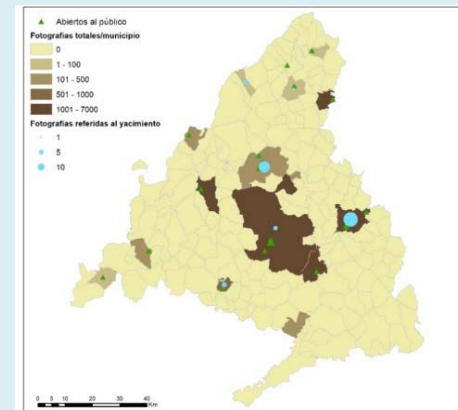 Abiertos al público
Fotografías totales/municipio
0
1 - 100
101 - 500
501 - 1000
1001 - 7000
Fotografías referidas al yacimiento
1
5
10
0 5 10 20 30 40
Km